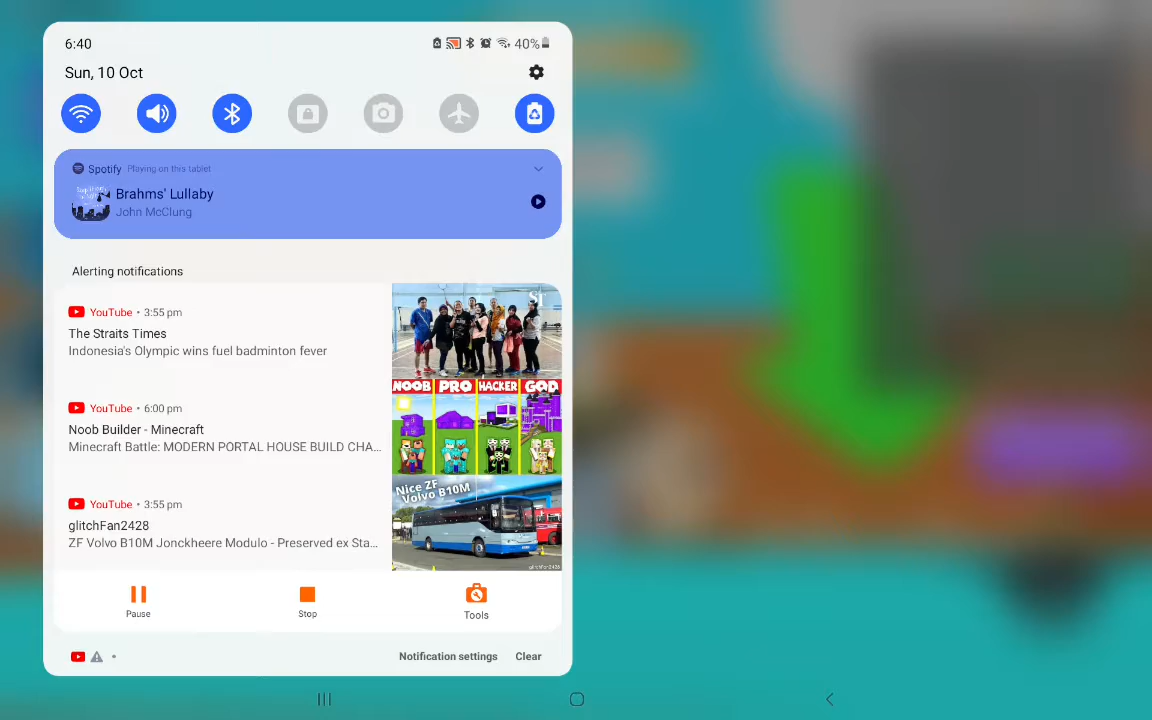 6:40
40%
Sun, 10 Oct
Spotify Playing on this tablet
Brahms' Lullaby
John McClung
Alerting notifications
YouTube • 3:55 pm
The Straits Times
Indonesia's Olympic wins fuel badminton fever
ST
YouTube • 6:00 pm
Noob Builder - Minecraft
Minecraft Battle: MODERN PORTAL HOUSE BUILD CHA...
NOOB PRO HACKER GOD
YouTube • 3:55 pm
glitchFan2428
ZF Volvo B10M Jonckheere Modulo - Preserved ex Sta...
Nice ZF
Volvo B10M
glitchfan2428
Pause
Stop
Tools
Notification settings
Clear